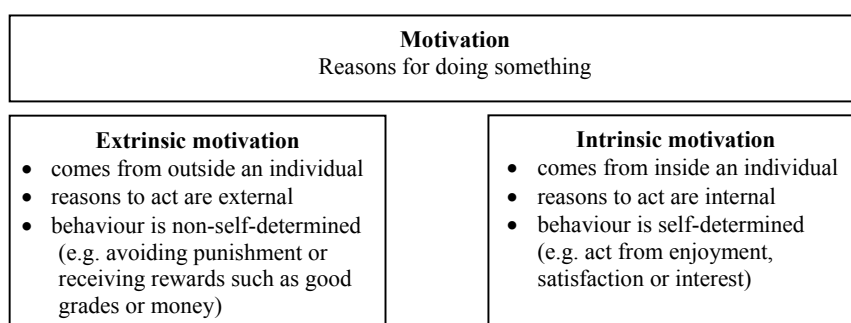 Motivation
Reasons for doing something
Extrinsic motivation
• comes from outside an individual
• reasons to act are external
• behaviour is non-self-determined
(e.g. avoiding punishment or
receiving rewards such as good
grades or money)
Intrinsic motivation
• comes from inside an individual
• reasons to act are internal
• behaviour is self-determined
(e.g. act from enjoyment,
satisfaction or interest)